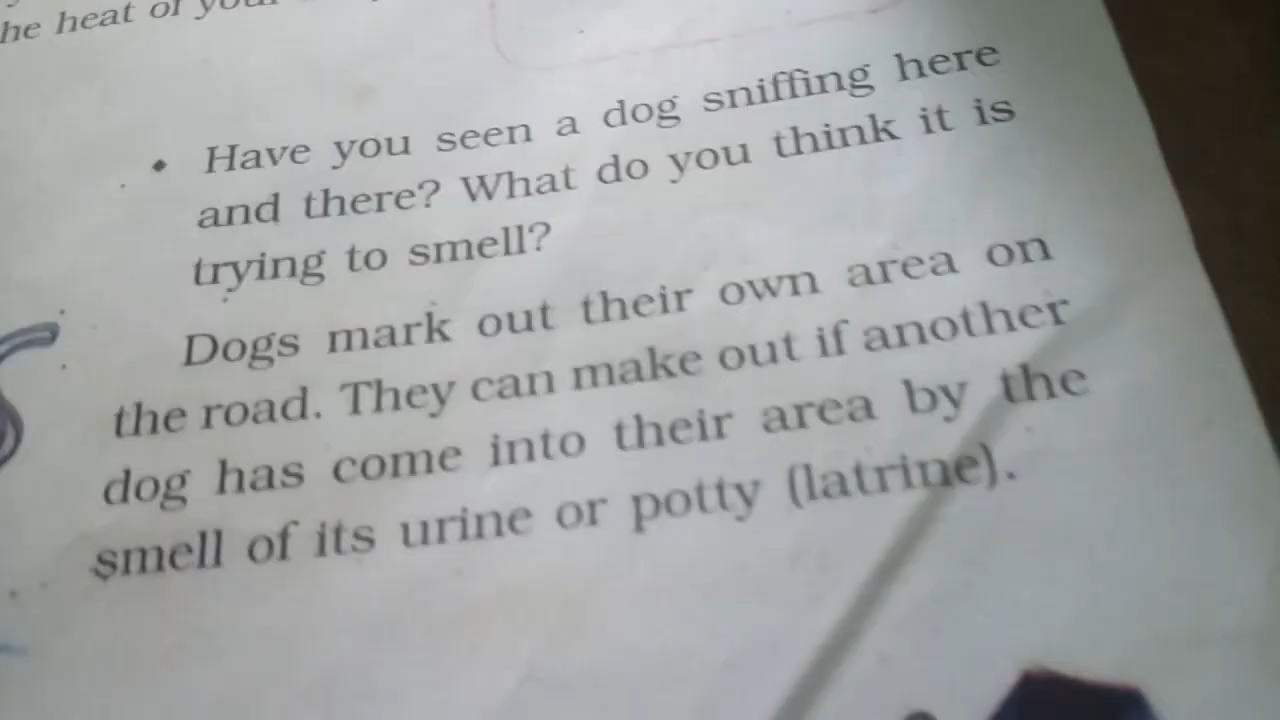 he heat of your
• Have you seen a dog sniffing here
and there? What do you think it is
trying to smell?
Dogs mark out their own area on
the road. They can make out if another
dog has come into their area by the
smell of its urine or potty (latrine).